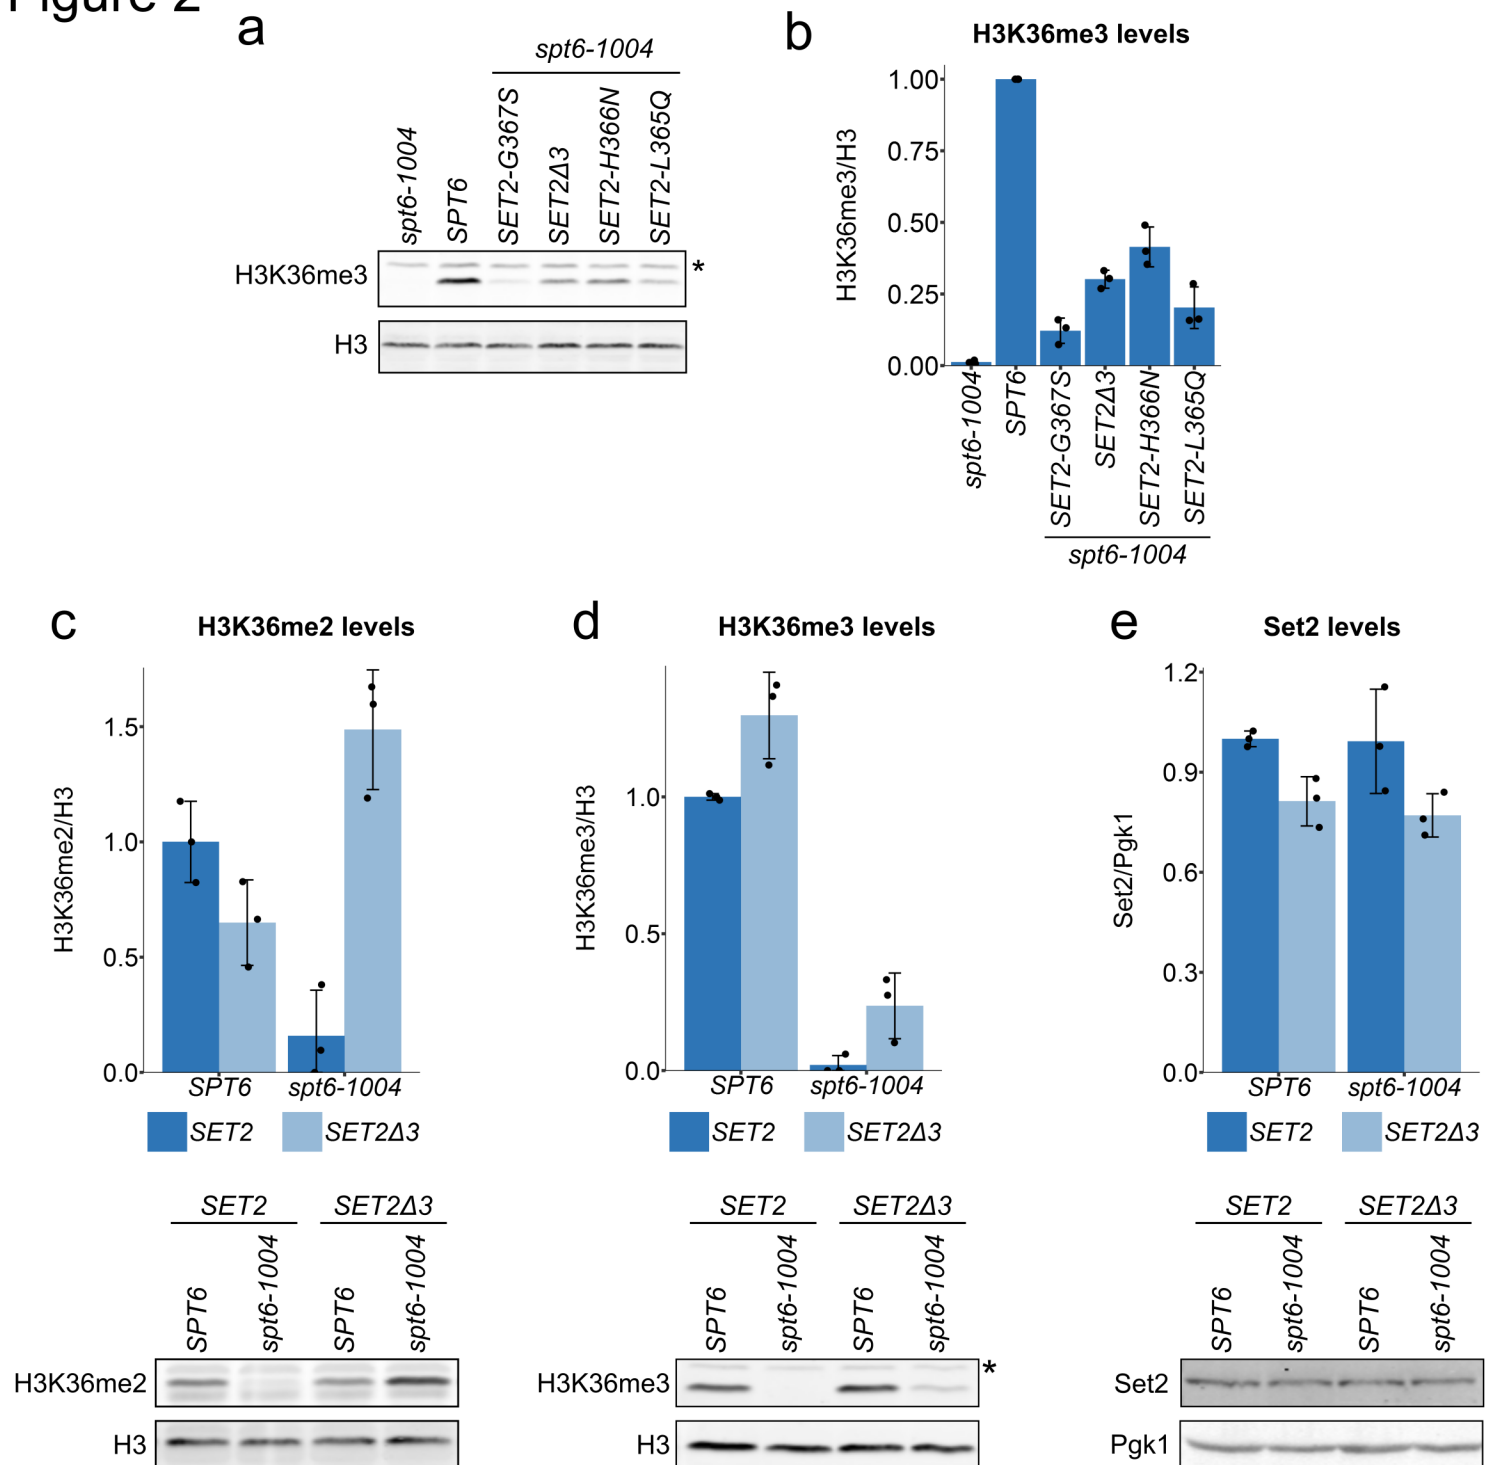 Figure 2
a
spt6-1004
spt6-1004
SPT6
SET2-G367S
SET2Δ3
SET2-H366N
SET2-L365Q
H3K36me3
*
H3
b
H3K36me3 levels
H3K36me3/H3
1.00
0.75
0.50
0.25
0.00
spt6-1004
SPT6
SET2-G367S
SET2Δ3
SET2-H366N
SET2-L365Q
spt6-1004
c
H3K36me2 levels
H3K36me2/H3
1.5
1.0
0.5
0.0
SPT6
spt6-1004
SET2
SET2Δ3
SET2
SET2Δ3
SPT6
spt6-1004
SPT6
spt6-1004
H3K36me2
H3
d
H3K36me3 levels
H3K36me3/H3
1.0
0.5
0.0
SPT6
spt6-1004
SET2
SET2Δ3
SET2
SET2Δ3
SPT6
spt6-1004
SPT6
spt6-1004
H3K36me3
*
H3
e
Set2 levels
Set2/Pgk1
1.2
0.9
0.6
0.3
0.0
SPT6
spt6-1004
SET2
SET2Δ3
SET2
SET2Δ3
SPT6
spt6-1004
SPT6
spt6-1004
Set2
Pgk1